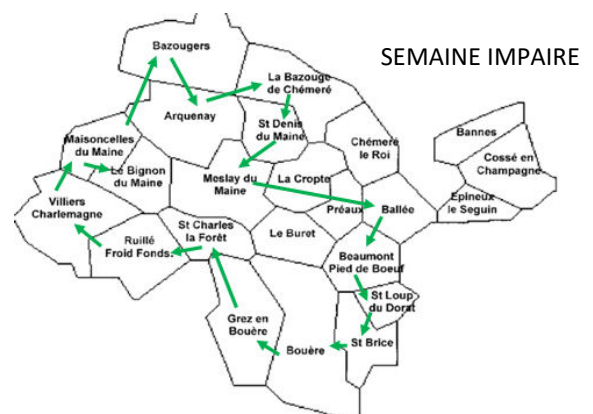 SEMAINE IMPAIRE
Bazougers
La Bazouge
de Chémeré
Arquenay
St Denis
du Maine
Maisoncelles
du Maine
Le Bignon
du Maine
Chémeré
le Roi
Bannes
Cossé en
Champagne
Epineux
le Seguin
Meslay du
Maine
La Cropte
Préaux
Ballée
Villiers
Charlemagne
Ruillé
Froid Fonds.
St Charles
la Forêt
Le Buret
Beaumont
Pied de Boeuf
St Loup
du Dorat
Grez en
Bouère
Bouère
St Brice